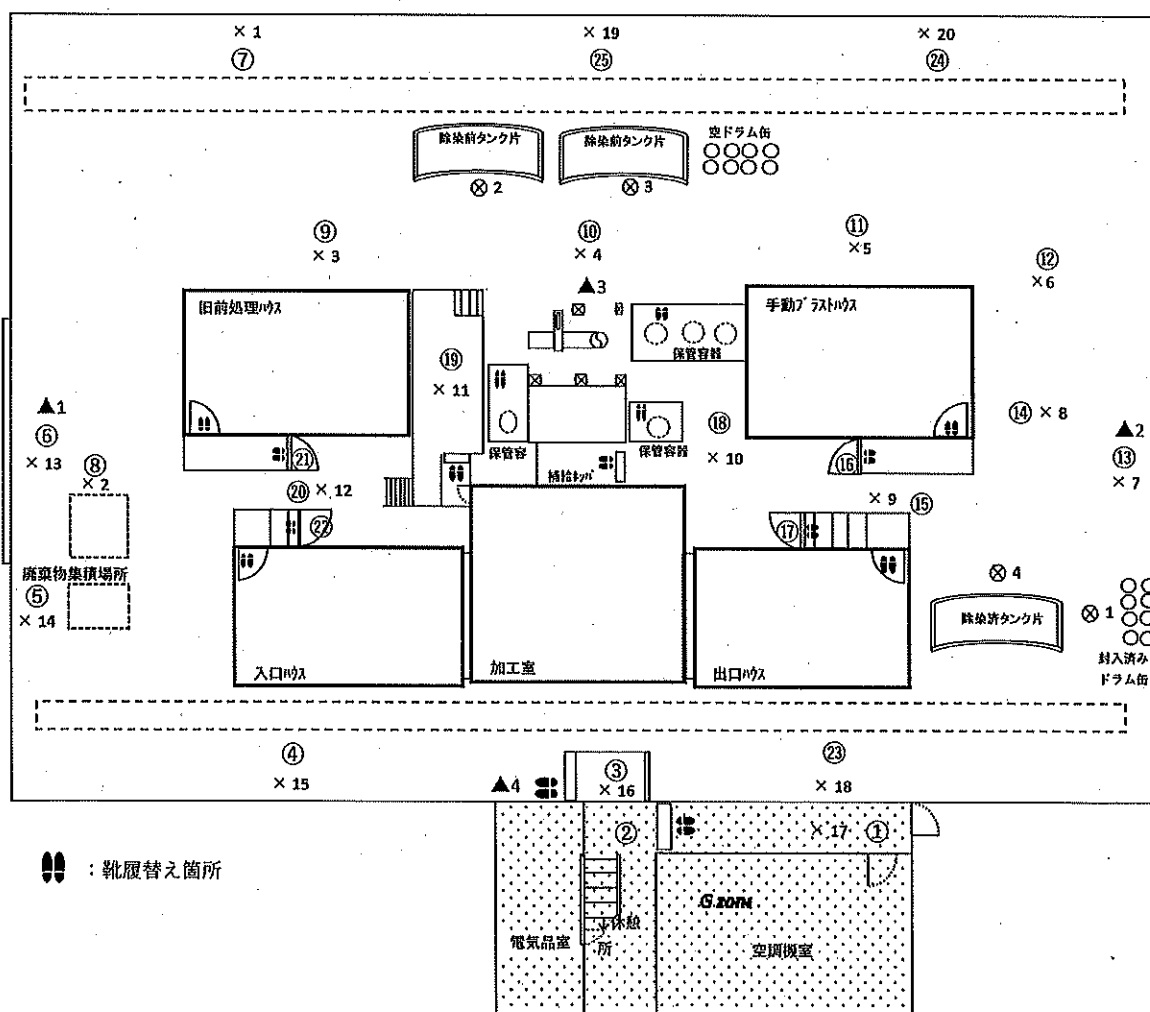 × 1
× 19
× 20
⑦
㉕
㉔
除染前タンク片
除染前タンク片
空ドラム缶
⊗ 2
⊗ 3
⑨
× 3
⑩
× 4
⑪
× 5
⑫
× 6
▲3
旧前処理ハウス
手動ブラストハウス
保管容器
⑲
× 11
▲1
⑥
× 13
⑧
× 2
⑭ × 8
▲2
⑬
× 7
⑱
× 10
保管容
保管容器
㉑
⑯
⑳ × 12
× 9 ⑮
㉒
⑰
廃棄物集積場所
⑤
× 14
⊗ 4
除染済タンク片
⊗ 1
封入済み
ドラム缶
入口ハウス
加工室
出口ハウス
④
× 15
▲4
③
× 16
㉓
× 18
②
× 17 ①
:靴履替え箇所
電気品室
休憩
所
空調機室